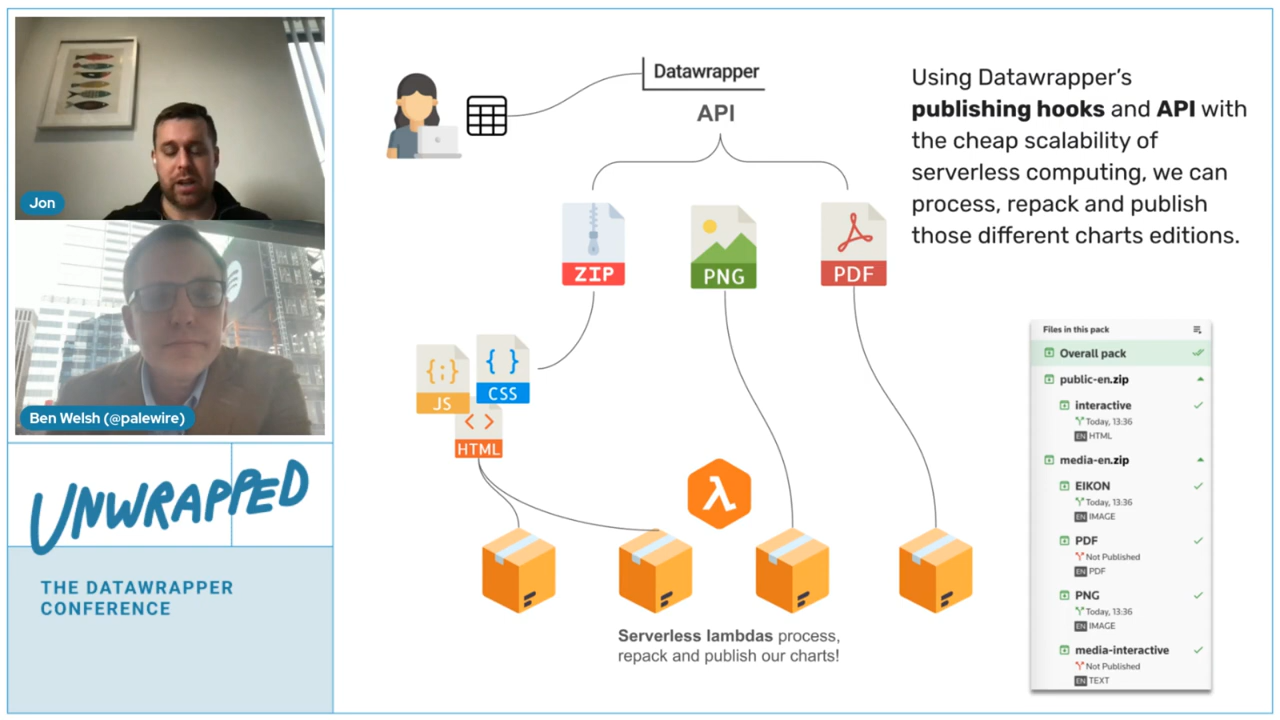 Jon
Ben Welsh (@palewire)
UNWRAPPED
THE DATAWRAPPER
CONFERENCE
Datawrapper
API
ZIP
PNG
PDF
{;}
JS
{ }
CSS
< >
HTML
λ
Serverless lambdas process,
repack and publish our charts!
Using Datawrapper's
publishing hooks and API with
the cheap scalability of
serverless computing, we can
process, repack and publish
those different charts editions.
Files in this pack
Overall pack
public-en.zip
interactive
Today, 13:36
EN HTML
media-en.zip
EIKON
Today, 13:36
EN IMAGE
PDF
Not Published
EN PDF
PNG
Today, 13:36
EN IMAGE
media-interactive
Not Published
EN TEXT